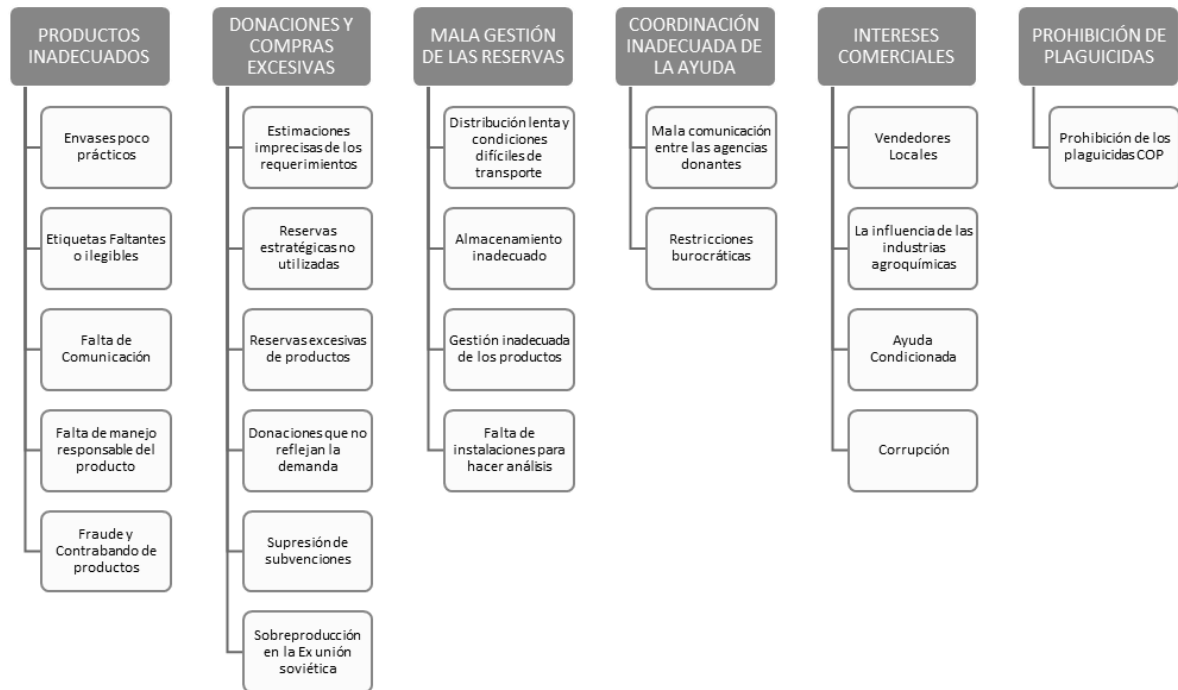 PRODUCTOS
INADECUADOS
Envases poco
prácticos
Etiquetas Faltantes
o ilegibles
Falta de
Comunicación
Falta de manejo
responsable del
producto
Fraude y
Contrabando de
productos
DONACIONES Y
COMPRAS
EXCESIVAS
Estimaciones
imprecisas de los
requerimientos
Reservas
estratégicas no
utilizadas
Reservas excesivas
de productos
Donaciones que no
reflejan la
demanda
Supresión de
subvenciones
Sobreproducción
en la Ex unión
soviética
MALA GESTIÓN
DE LAS RESERVAS
Distribución lenta y
condiciones
difíciles de
transporte
Almacenamiento
inadecuado
Gestión inadecuada
de los productos
Falta de
instalaciones para
hacer análisis
COORDINACIÓN
INADECUADA DE
LA AYUDA
Mala comunicación
entre las agencias
donantes
Restricciones
burocráticas
INTERESES
COMERCIALES
Vendedores
Locales
La influencia de las
industrias
agroquímicas
Ayuda
Condicionada
Corrupción
PROHIBICIÓN DE
PLAGUICIDAS
Prohibición de los
plaguicidas COP